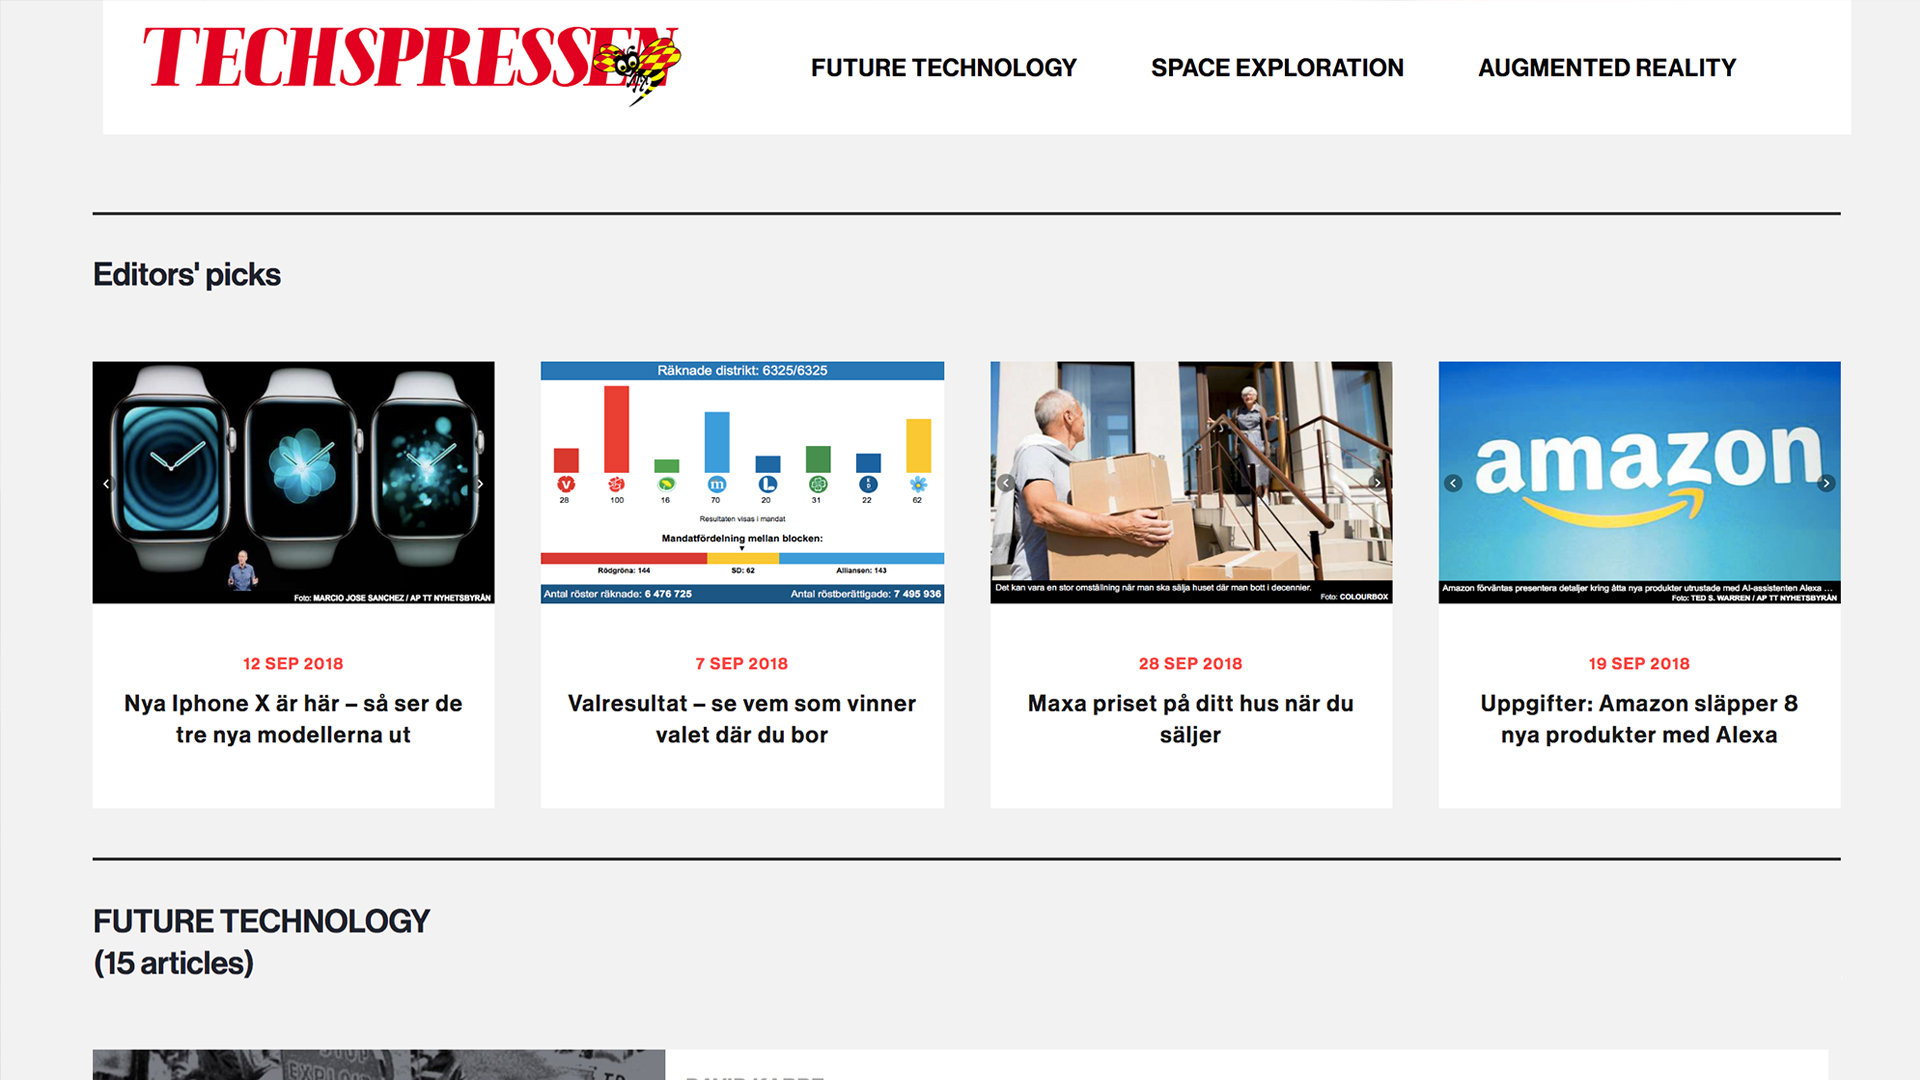 TECHSPRESSEN
FUTURE TECHNOLOGY
SPACE EXPLORATION
AUGMENTED REALITY
Editors' picks
Foto: MARCIO JOSE SANCHEZ / AP TT NYHETSBYRÅN
12 SEP 2018
Nya Iphone X är här – så ser de
tre nya modellerna ut
Räknade distrikt: 6325/6325
V m L
28 100 16 70 20 31 22 62
Resultaten visas i mandat
Mandatfördelning mellan blocken:
Rödgröna: 144 SD: 62 Alliansen: 143
Antal röster räknade: 6 476 725 Antal röstberättigade: 7 495 936
7 SEP 2018
Valresultat – se vem som vinner
valet där du bor
Det kan vara en stor omställning när man ska sälja huset där man bott i decennier.
Foto: COLOURBOX
28 SEP 2018
Maxa priset på ditt hus när du
säljer
amazon
Amazon förväntas presentera detaljer kring åtta nya produkter utrustade med AI-assistenten Alexa ...
Foto: TED S. WARREN / AP TT NYHETSBYRÅN
19 SEP 2018
Uppgifter: Amazon släpper 8
nya produkter med Alexa
FUTURE TECHNOLOGY
(15 articles)
STOP
EXPLOIT